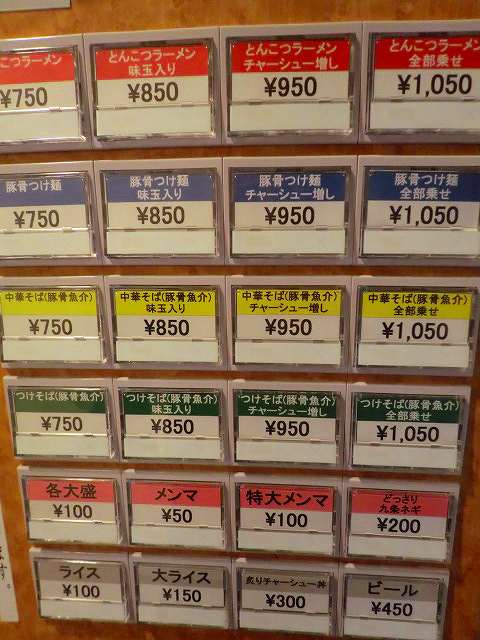 こつラーメン
¥750
とんこつラーメン
味玉入り
¥850
とんこつラーメン
チャーシュー増し
¥950
とんこつラーメン
全部乗せ
¥1,050
豚骨つけ麺
¥750
豚骨つけ麺
味玉入り
¥850
豚骨つけ麺
チャーシュー増し
¥950
豚骨つけ麺
全部乗せ
¥1,050
中華そば(豚骨魚介)
¥750
中華そば(豚骨魚介)
味玉入り
¥850
中華そば(豚骨魚介)
チャーシュー増し
¥950
中華そば(豚骨魚介)
全部乗せ
¥1,050
つけそば(豚骨魚介)
¥750
つけそば(豚骨魚介)
味玉入り
¥850
つけそば(豚骨魚介)
チャーシュー増し
¥950
つけそば(豚骨魚介)
全部乗せ
¥1,050
各大盛
¥100
メンマ
¥50
特大メンマ
¥100
どっさり
九条ネギ
¥200
ライス
¥100
大ライス
¥150
炙りチャーシュー丼
¥300
ビール
¥450